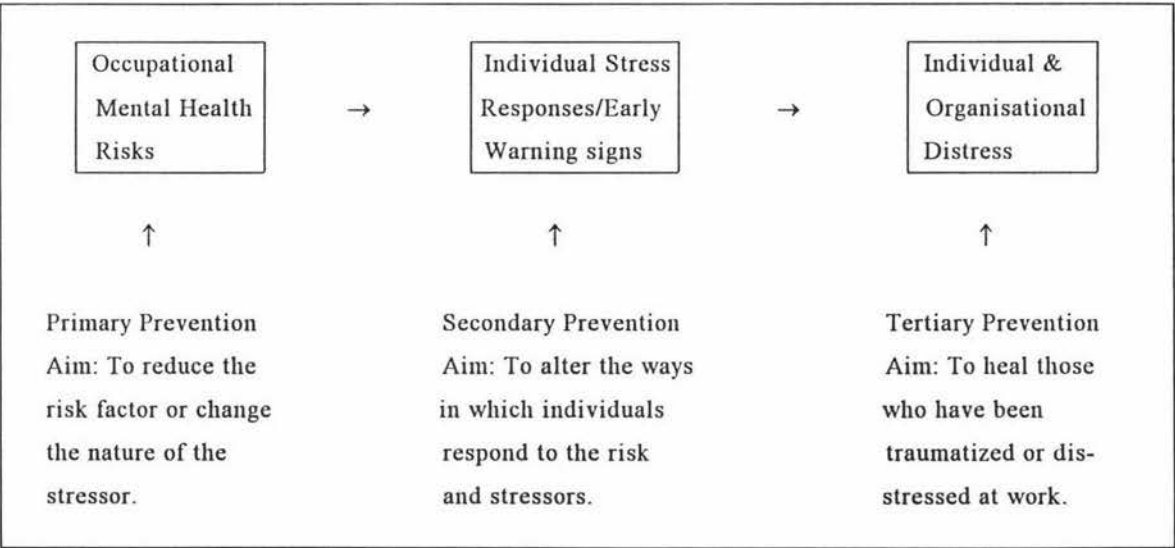 Occupational
Mental Health
Risks
→
Individual Stress
Responses/Early
Warning signs
→
Individual &
Organisational
Distress
↑
↑
↑
Primary Prevention
Aim: To reduce the
risk factor or change
the nature of the
stressor.
Secondary Prevention
Aim: To alter the ways
in which individuals
respond to the risk
and stressors.
Tertiary Prevention
Aim: To heal those
who have been
traumatized or dis-
stressed at work.